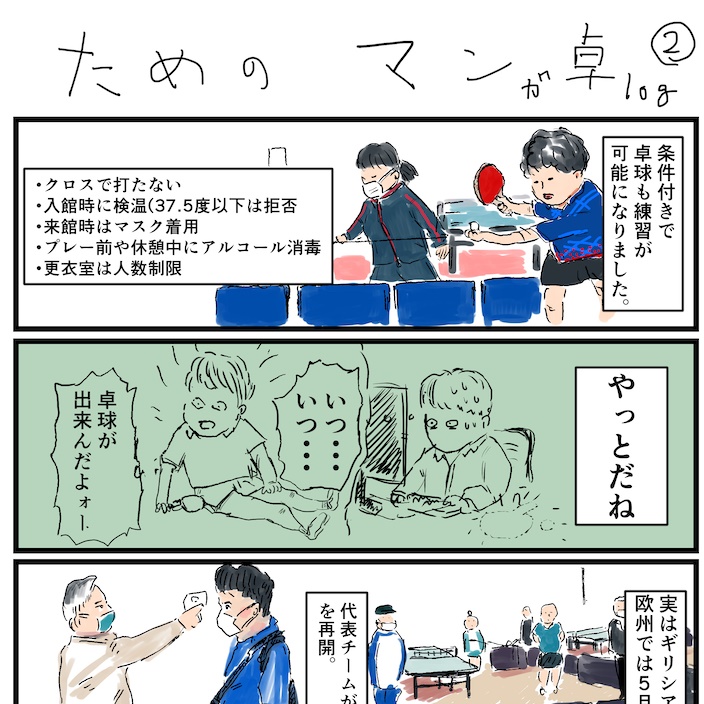 ための マンが卓log ②
条件付きで
卓球も練習が
可能になりました。
・クロスで打たない
・入館時に検温(37.5度以下は拒否
・来館時はマスク着用
・プレー前や休憩中にアルコール消毒
・更衣室は人数制限
やっとだね
いつ・・・
いつ・・・
卓球が
出来んだよォー
実はギリシア
欧州では5月
代表チームが
を再開。